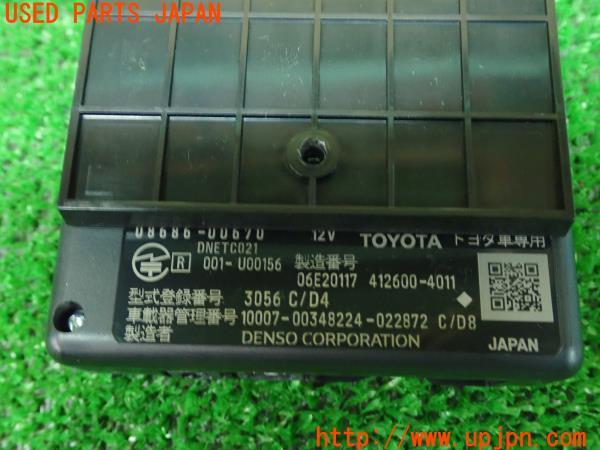 USED PARTS JAPAN
08686-00670 12V TOYOTA トヨタ車専用
DNETC021
R 001-U00156 製造番号
06E20117 412600-4011
型式登録番号 3056 C/D4
車載器管理番号 10007-00348224-022872 C/D8
製造者 DENSO CORPORATION JAPAN
http://www.upjpn.com